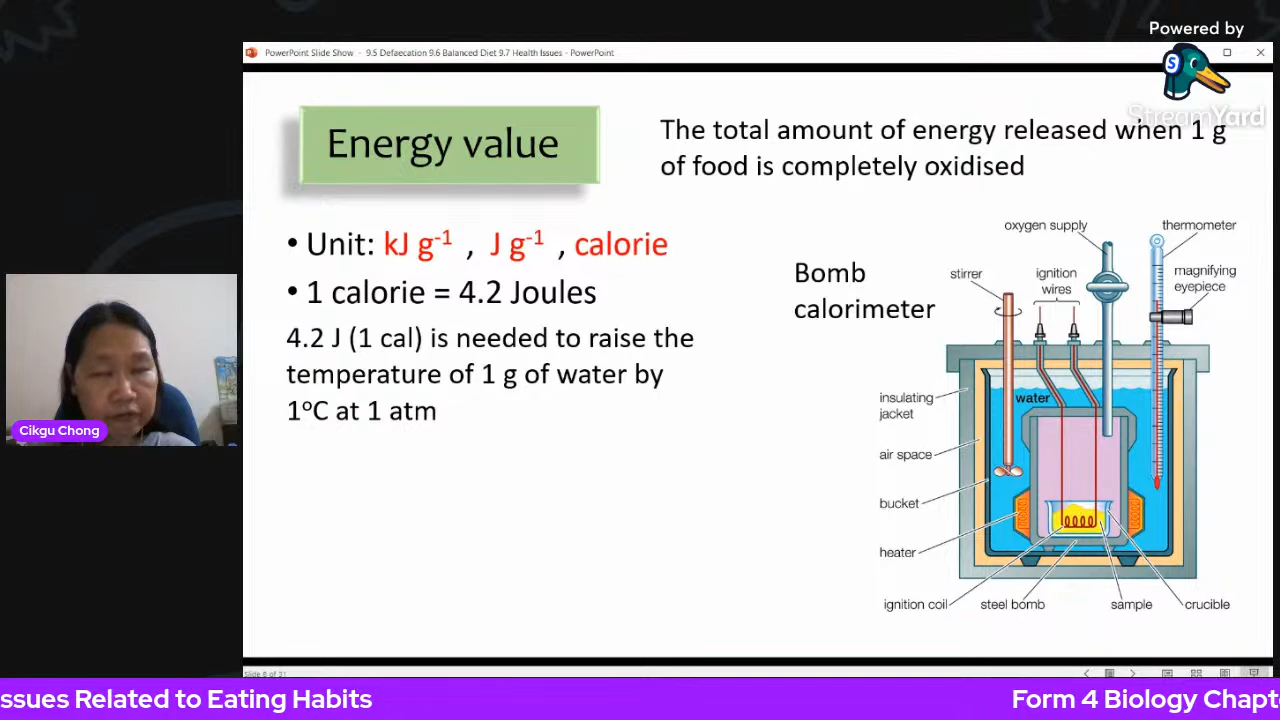 Powered by
StreamYard
PowerPoint Slide Show - 9.5 Defaecation 9.6 Balanced Diet 9.7 Health Issues - PowerPoint
Energy value
The total amount of energy released when 1 g
of food is completely oxidised
• Unit: kJ g⁻¹ , J g⁻¹ , calorie
• 1 calorie = 4.2 Joules
4.2 J (1 cal) is needed to raise the
temperature of 1 g of water by
1ᵒC at 1 atm
Bomb
calorimeter
oxygen supply
thermometer
stirrer
ignition
wires
magnifying
eyepiece
water
insulating
jacket
air space
bucket
heater
ignition coil
steel bomb
sample
crucible
Cikgu Chong
Slide 8 of 31
ssues Related to Eating Habits
Form 4 Biology Chapt